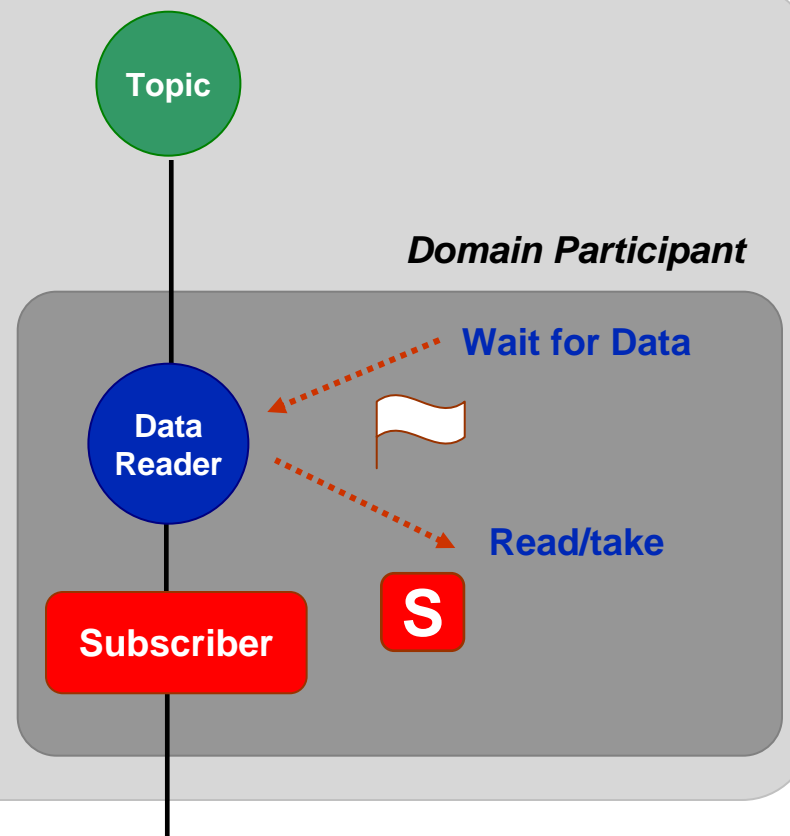 Topic
Domain Participant
Wait for Data
Data
Reader
Read/take
S
Subscriber